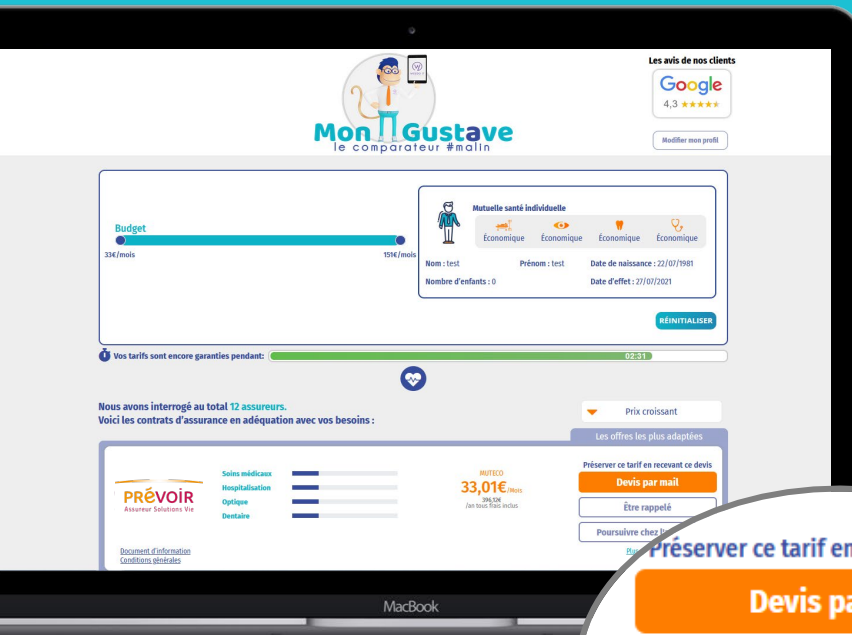 Les avis de nos clients
Google
4,3
Modifier mon profil
Mon Gustave
le comparateur #malin
Budget
33€/mois
151€/mois
Mutuelle santé individuelle
Économique Économique Économique Économique
Nom : test Prénom : test Date de naissance : 22/07/1981
Nombre d'enfants : 0 Date d'effet : 27/07/2021
RÉINITIALISER
Vos tarifs sont encore garanties pendant: 02:31
Nous avons interrogé au total 12 assureurs.
Voici les contrats d'assurance en adéquation avec vos besoins :
Prix croissant
Les offres les plus adaptées
PRéVOIR
Assureur Solutions Vie
Soins médicaux
Hospitalisation
Optique
Dentaire
MUTECO
33,01€/Mois
396,12€
/an tous frais inclus
Préserver ce tarif en recevant ce devis
Devis par mail
Être rappelé
Poursuivre chez
Document d'information
Conditions générales
Préserver ce tarif en
Devis pa
MacBook